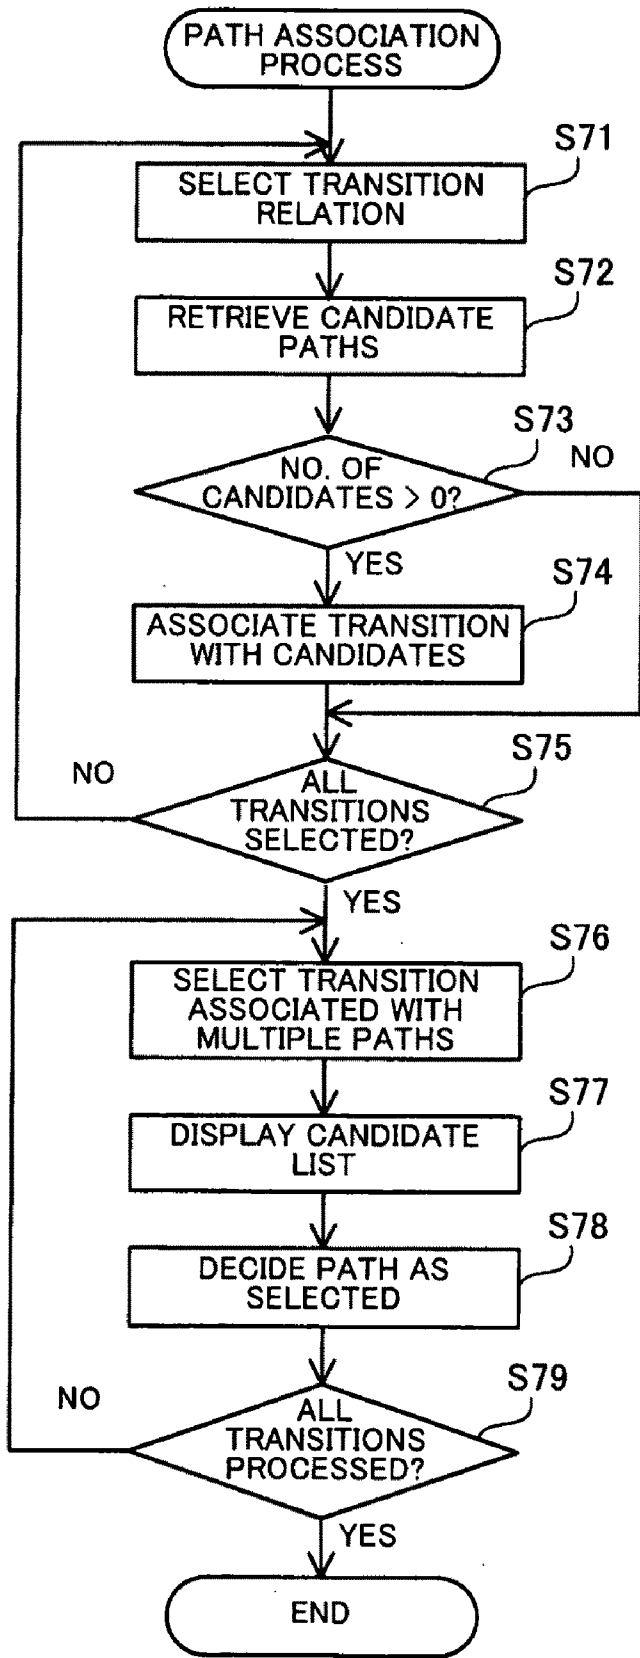 PATH ASSOCIATION
PROCESS
S71
SELECT TRANSITION
RELATION
S72
RETRIEVE CANDIDATE
PATHS
S73
NO. OF
CANDIDATES > 0?
NO
YES
S74
ASSOCIATE TRANSITION
WITH CANDIDATES
S75
NO
ALL
TRANSITIONS
SELECTED?
YES
S76
SELECT TRANSITION
ASSOCIATED WITH
MULTIPLE PATHS
S77
DISPLAY CANDIDATE
LIST
S78
DECIDE PATH AS
SELECTED
S79
NO
ALL
TRANSITIONS
PROCESSED?
YES
END